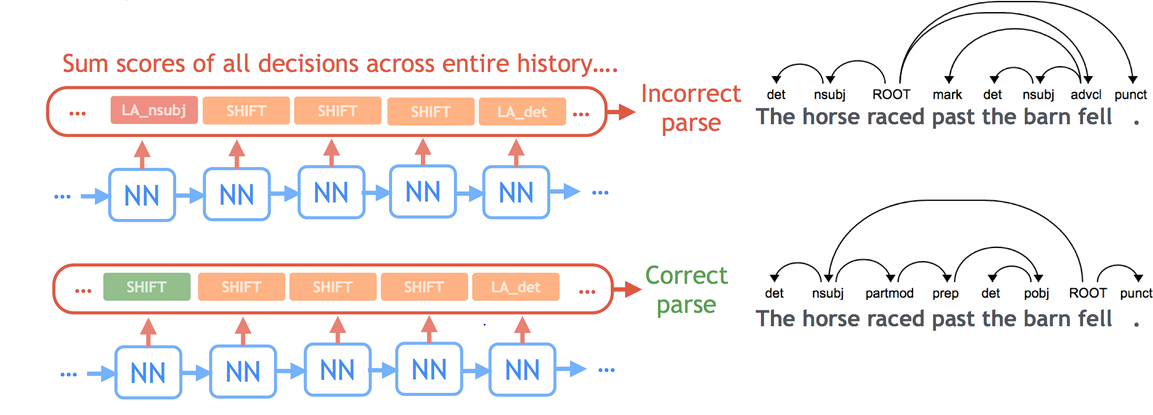 Sum scores of all decisions across entire history....
... LA_nsubj SHIFT SHIFT SHIFT LA_det ...
Incorrect
parse
... NN NN NN NN NN ...
det nsubj ROOT mark det nsubj advcl punct
The horse raced past the barn fell .
... SHIFT SHIFT SHIFT SHIFT LA_det ...
Correct
parse
... NN NN NN NN NN ...
det nsubj partmod prep det pobj ROOT punct
The horse raced past the barn fell .